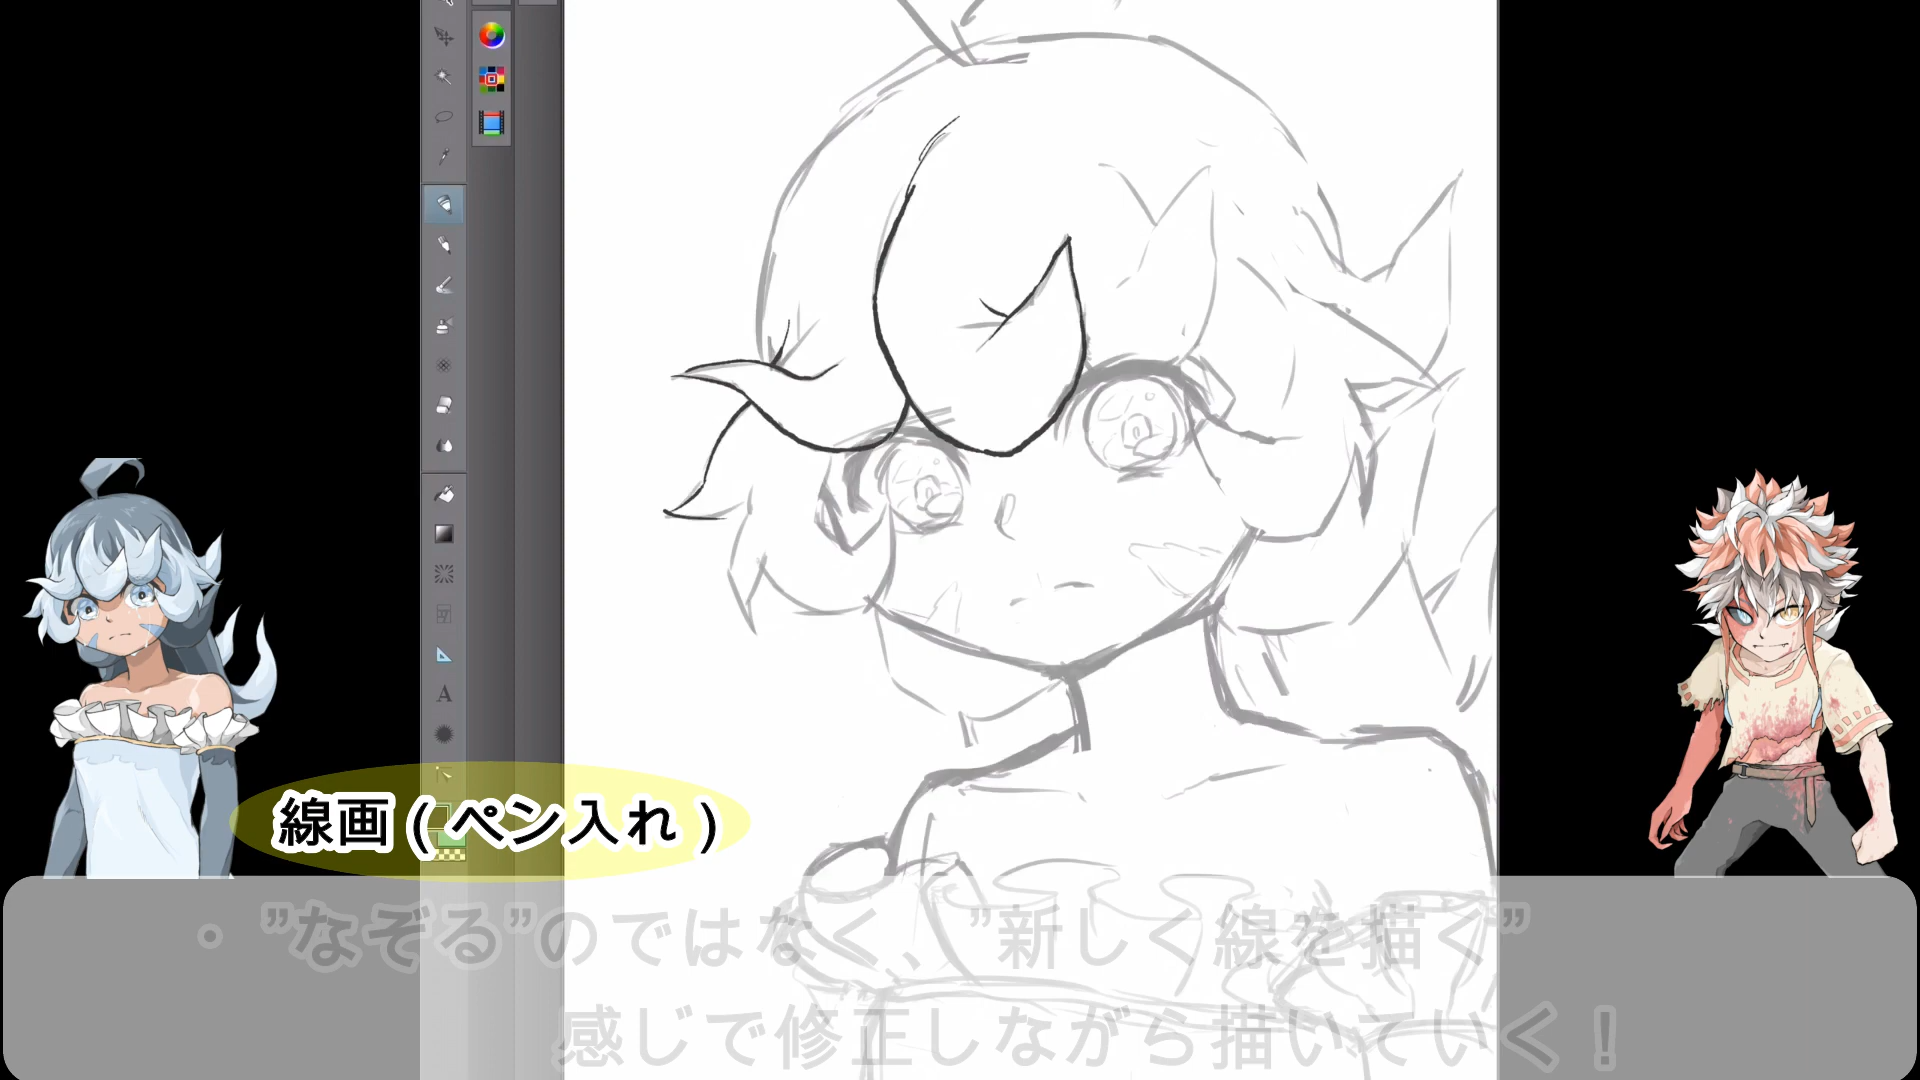 線画(ペン入れ)
・”なぞる”のではなく、”新しく線を描く”
感じで修正しながら描いていく！